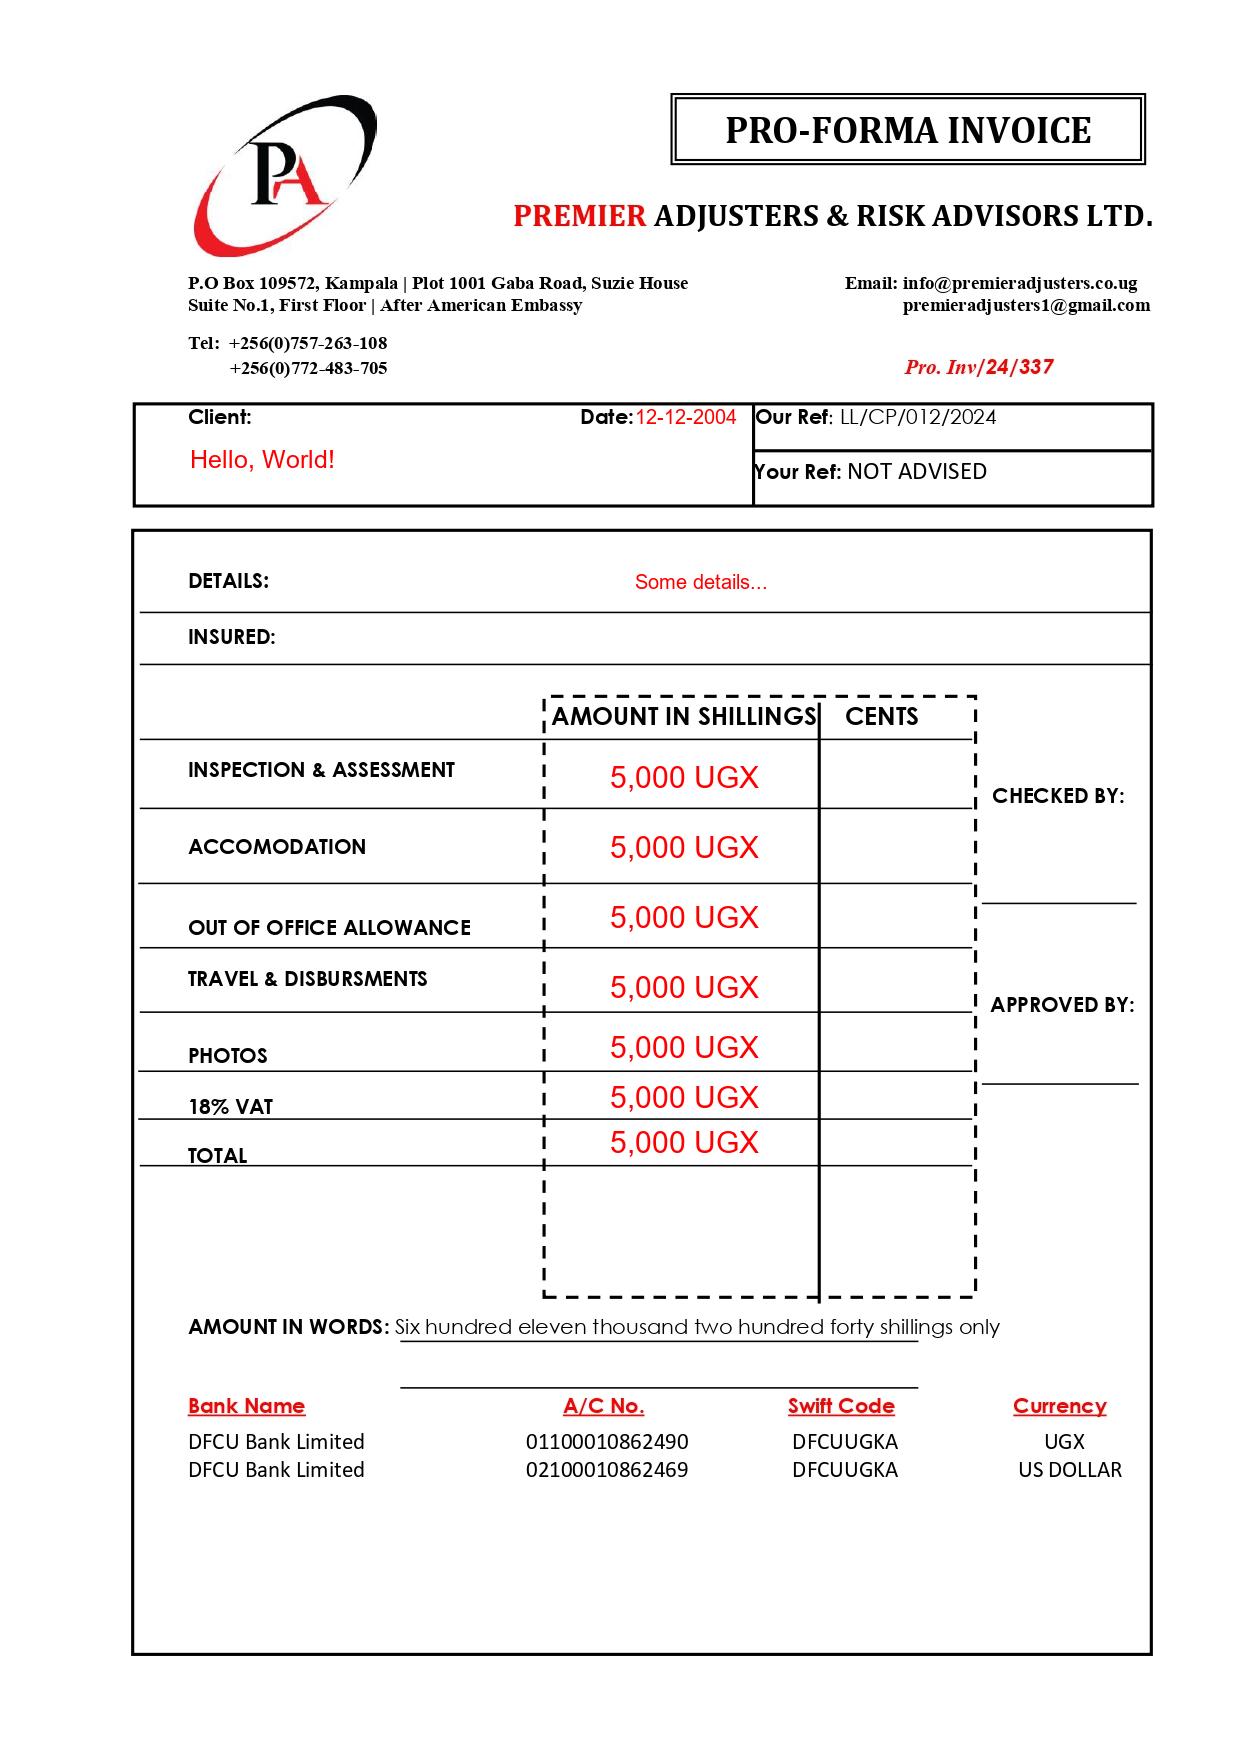 PA
PRO-FORMA INVOICE
PREMIER ADJUSTERS & RISK ADVISORS LTD.
P.O Box 109572, Kampala | Plot 1001 Gaba Road, Suzie House Email: info@premieradjusters.co.ug
Suite No.1, First Floor | After American Embassy premieradjusters1@gmail.com
Tel: +256(0)757-263-108
+256(0)772-483-705 Pro. Inv/24/337
Client: Date:12-12-2004 Our Ref: LL/CP/012/2024
Hello, World!
Your Ref: NOT ADVISED
DETAILS: Some details...
INSURED:
AMOUNT IN SHILLINGS CENTS
INSPECTION & ASSESSMENT 5,000 UGX
CHECKED BY:
ACCOMODATION 5,000 UGX
OUT OF OFFICE ALLOWANCE 5,000 UGX
TRAVEL & DISBURSMENTS 5,000 UGX
APPROVED BY:
PHOTOS 5,000 UGX
18% VAT 5,000 UGX
TOTAL 5,000 UGX
AMOUNT IN WORDS: Six hundred eleven thousand two hundred forty shillings only
Bank Name A/C No. Swift Code Currency
DFCU Bank Limited 01100010862490 DFCUUGKA UGX
DFCU Bank Limited 02100010862469 DFCUUGKA US DOLLAR